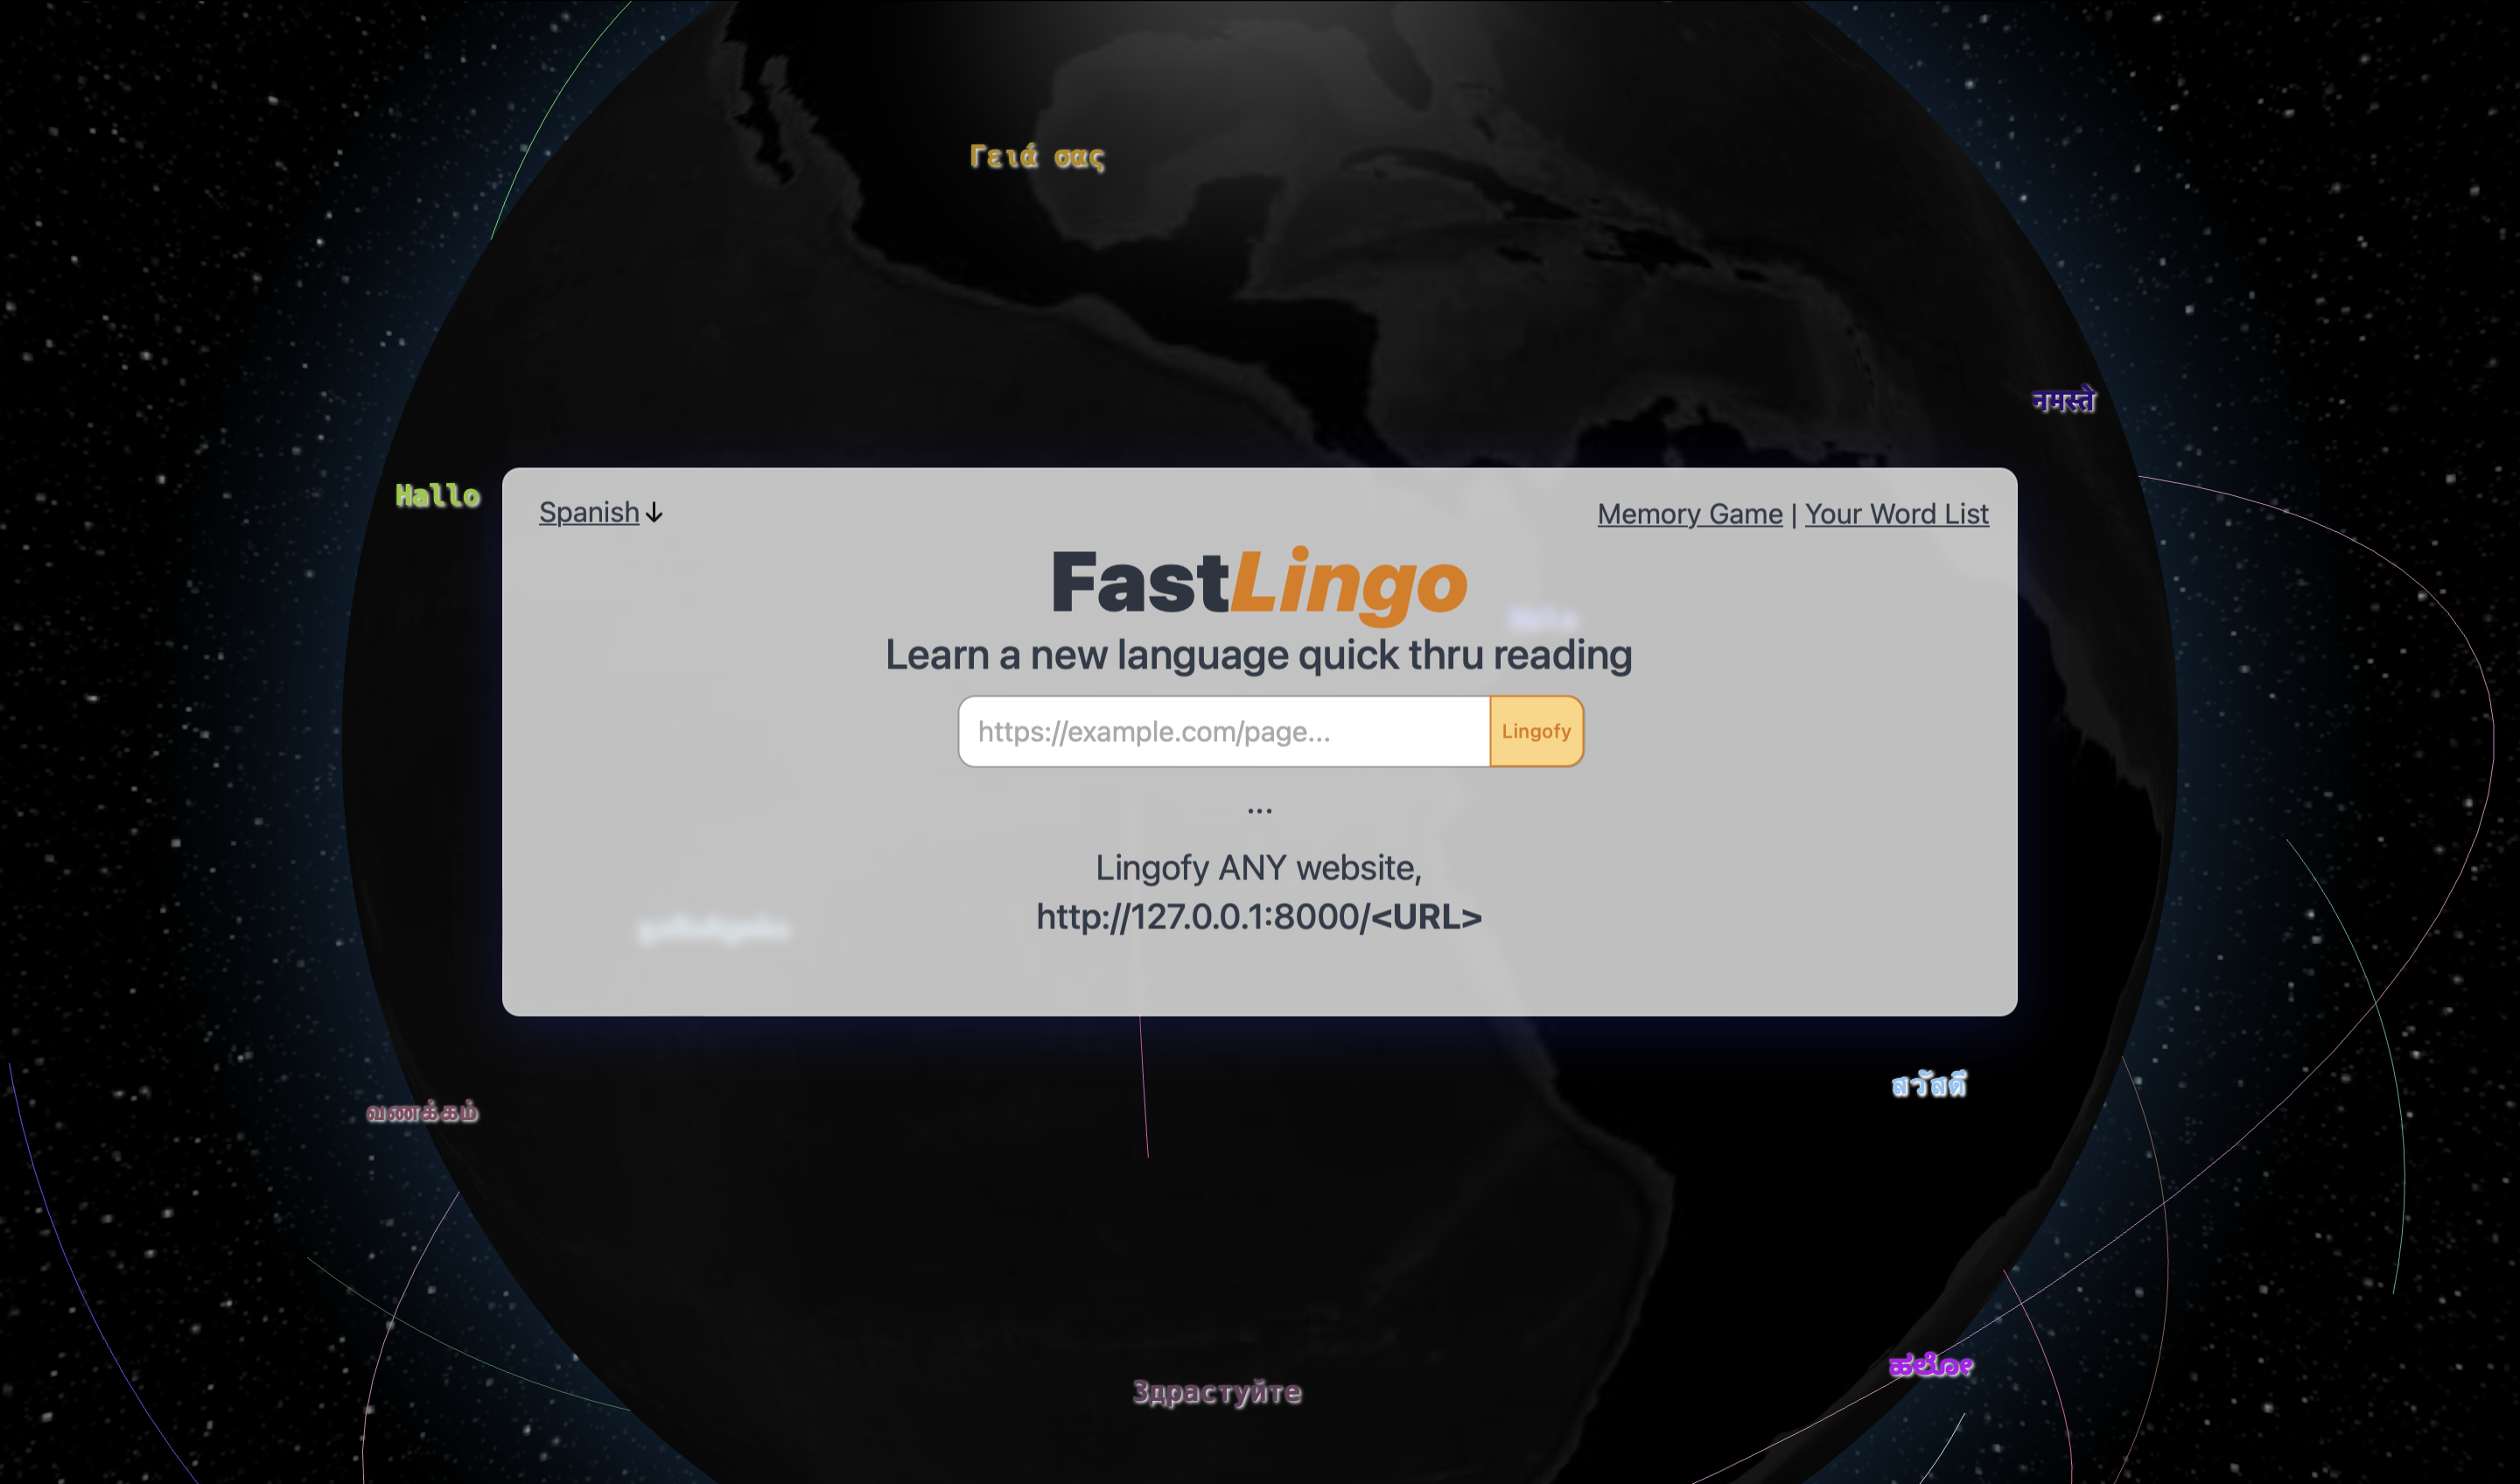 Γειά σας
नमस्ते
Hallo
Spanish
Memory Game | Your Word List
FastLingo
Learn a new language quick thru reading
https://example.com/page...
Lingofy
...
Lingofy ANY website,
http://127.0.0.1:8000/<URL>
สวัสดี
வணக்கம்
ಹಲೋ
Здраствуйте